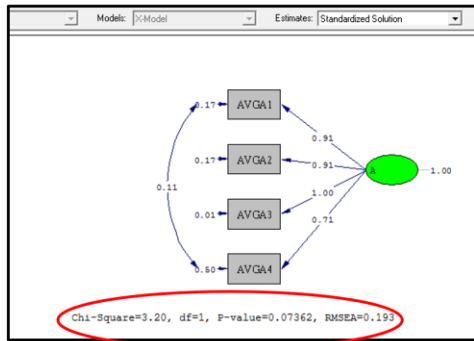 Models: X-Model Estimates: Standardized Solution
0.17 AVGA1
0.91
0.17 AVGA2 0.91 A 1.00
0.11
1.00
0.01 AVGA3
0.71
0.50 AVGA4
Chi-Square=3.20, df=1, P-value=0.07362, RMSEA=0.193